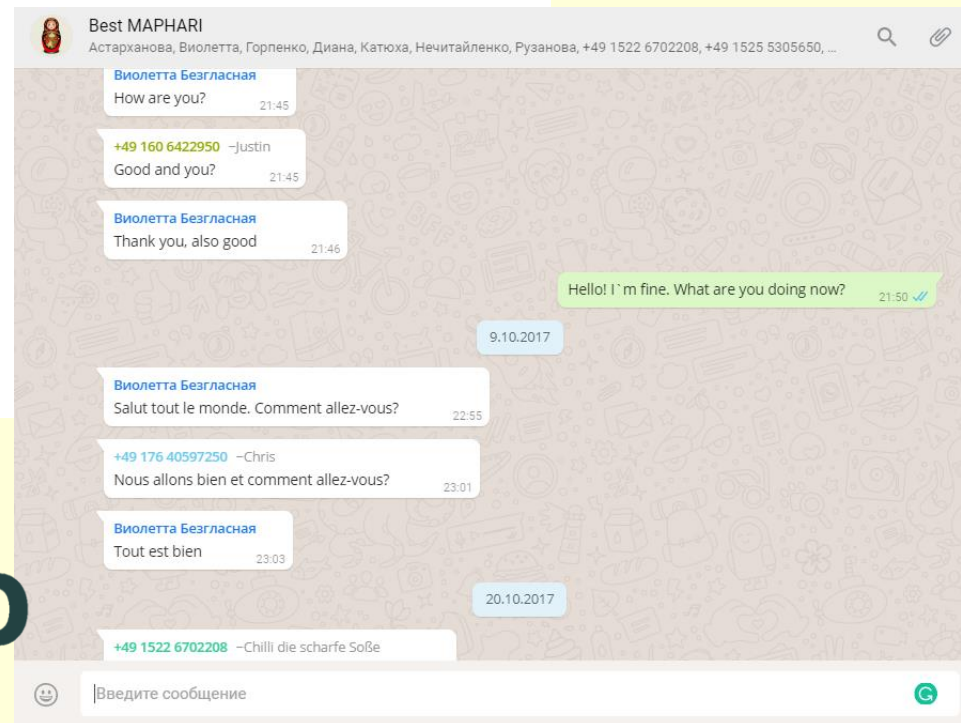 Best MAPHARI
Астарханова, Виолетта, Горпенко, Диана, Катюха, Нечитайленко, Рузанова, +49 1522 6702208, +49 1525 5305650, ...
Виолетта Безгласная
How are you?
21:45
+49 160 6422950 ~Justin
Good and you?
21:45
Виолетта Безгласная
Thank you, also good
21:46
Hello! I`m fine. What are you doing now?
21:50
9.10.2017
Виолетта Безгласная
Salut tout le monde. Comment allez-vous?
22:55
+49 176 40597250 ~Chris
Nous allons bien et comment allez-vous?
23:01
Виолетта Безгласная
Tout est bien
23:03
20.10.2017
+49 1522 6702208 ~Chilli die scharfe Soße
Введите сообщение